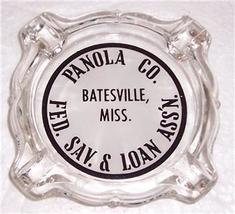 PANOLA CO.
BATESVILLE,
MISS.
FED. SAV. & LOAN ASS'N.